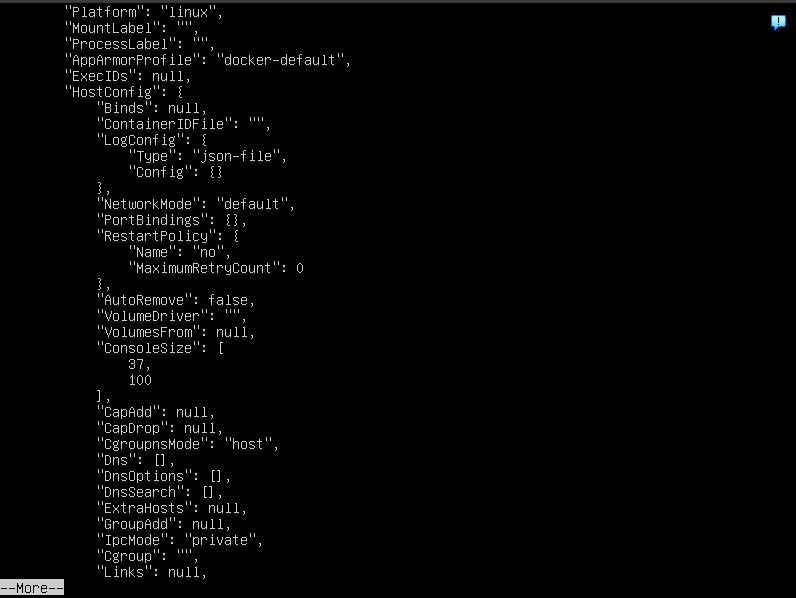 "Platform": "linux",
"MountLabel": "",
"ProcessLabel": "",
"AppArmorProfile": "docker-default",
"ExecIDs": null,
"HostConfig": {
"Binds": null,
"ContainerIDFile": "",
"LogConfig": {
"Type": "json-file",
"Config": {}
},
"NetworkMode": "default",
"PortBindings": {},
"RestartPolicy": {
"Name": "no",
"MaximumRetryCount": 0
},
"AutoRemove": false,
"VolumeDriver": "",
"VolumesFrom": null,
"ConsoleSize": [
37,
100
],
"CapAdd": null,
"CapDrop": null,
"CgroupnsMode": "host",
"Dns": [],
"DnsOptions": [],
"DnsSearch": [],
"ExtraHosts": null,
"GroupAdd": null,
"IpcMode": "private",
"Cgroup": "",
"Links": null,
--More--